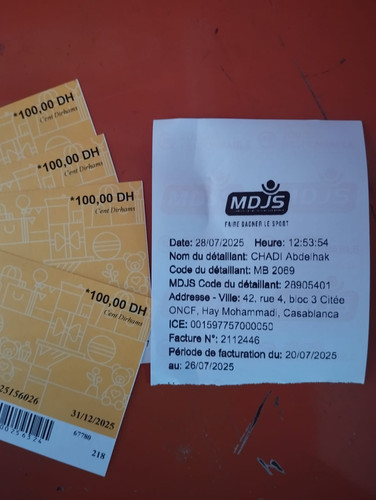 *100,00 DH
Cent Dirhams
*100,00 DH
Cent Dirhams
*100,00 DH
Cent Dirhams
*100,00 DH
Cent Dirhams
25156026
31/12/2025
67780
218
MDJS
FAIRE GAGNER LE SPORT
Date: 28/07/2025 Heure: 12:53:54
Nom du détaillant: CHADI Abdelhak
Code du détaillant: MB 2069
MDJS Code du détaillant: 28905401
Addresse - Ville: 42, rue 4, bloc 3 Citée
ONCF, Hay Mohammadi, Casablanca
ICE: 001597757000050
Facture N°: 2112446
Période de facturation du: 20/07/2025
au: 26/07/2025